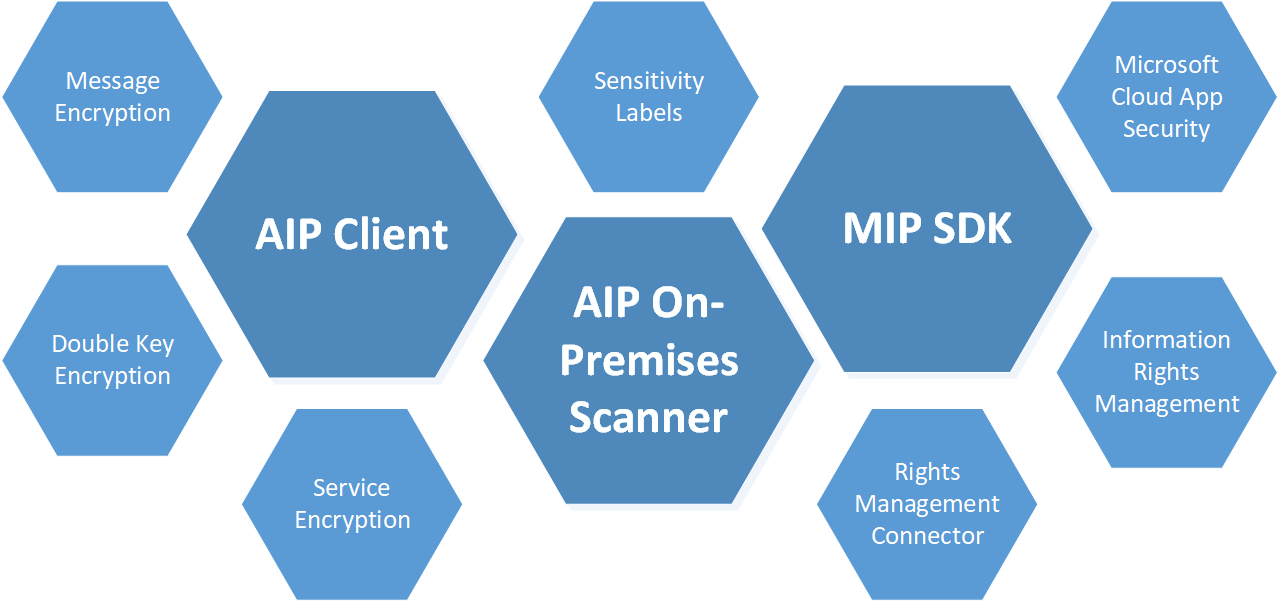 Message
Encryption
Sensitivity
Labels
Microsoft
Cloud App
Security
AIP Client
MIP SDK
AIP On-
Premises
Scanner
Double Key
Encryption
Information
Rights
Management
Service
Encryption
Rights
Management
Connector